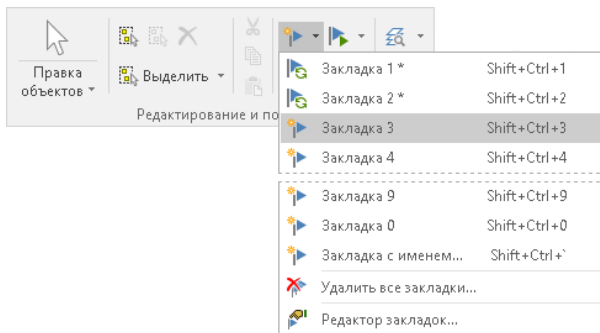 Правка
объектов
Выделить
Редактирование и по
Закладка 1 * Shift+Ctrl+1
Закладка 2 * Shift+Ctrl+2
Закладка 3 Shift+Ctrl+3
Закладка 4 Shift+Ctrl+4
Закладка 9 Shift+Ctrl+9
Закладка 0 Shift+Ctrl+0
Закладка с именем... Shift+Ctrl+`
Удалить все закладки...
Редактор закладок...